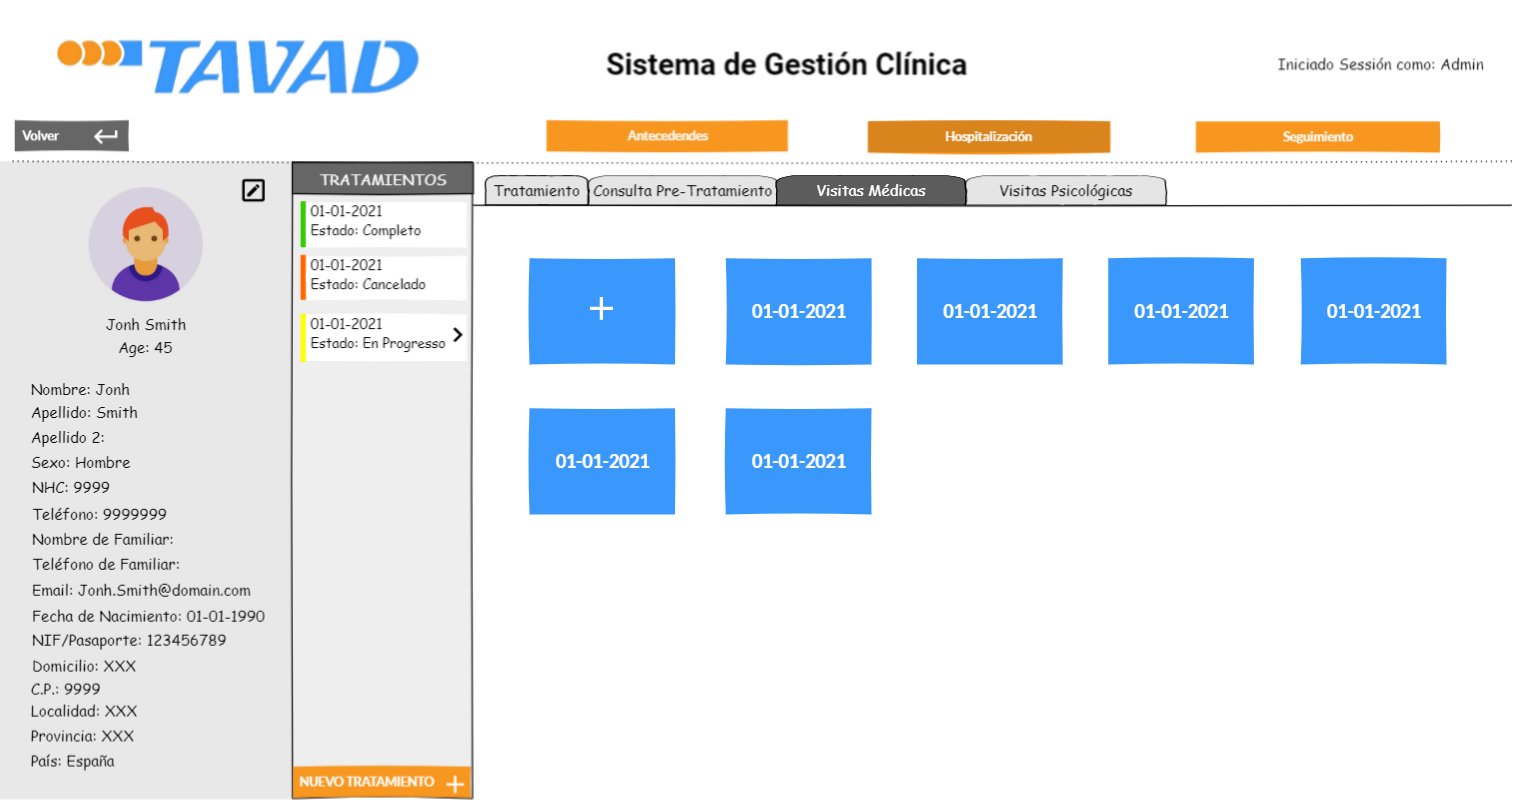 TAVAD
Sistema de Gestión Clínica
Iniciado Sessión como: Admin
Volver
Antecedendes
Hospitalización
Seguimiento
Jonh Smith
Age: 45
Nombre: Jonh
Apellido: Smith
Apellido 2:
Sexo: Hombre
NHC: 9999
Teléfono: 9999999
Nombre de Familiar:
Teléfono de Familiar:
Email: Jonh.Smith@domain.com
Fecha de Nacimiento: 01-01-1990
NIF/Pasaporte: 123456789
Domicilio: XXX
C.P.: 9999
Localidad: XXX
Provincia: XXX
País: España
TRATAMIENTOS
01-01-2021
Estado: Completo
01-01-2021
Estado: Cancelado
01-01-2021
Estado: En Progresso
NUEVO TRATAMIENTO +
Tratamiento
Consulta Pre-Tratamiento
Visitas Médicas
Visitas Psicológicas
+
01-01-2021
01-01-2021
01-01-2021
01-01-2021
01-01-2021
01-01-2021